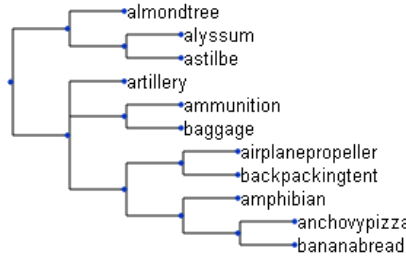 almondtree
alyssum
astilbe
artillery
ammunition
baggage
airplanepropeller
backpackingtent
amphibian
anchovypizza
bananabread